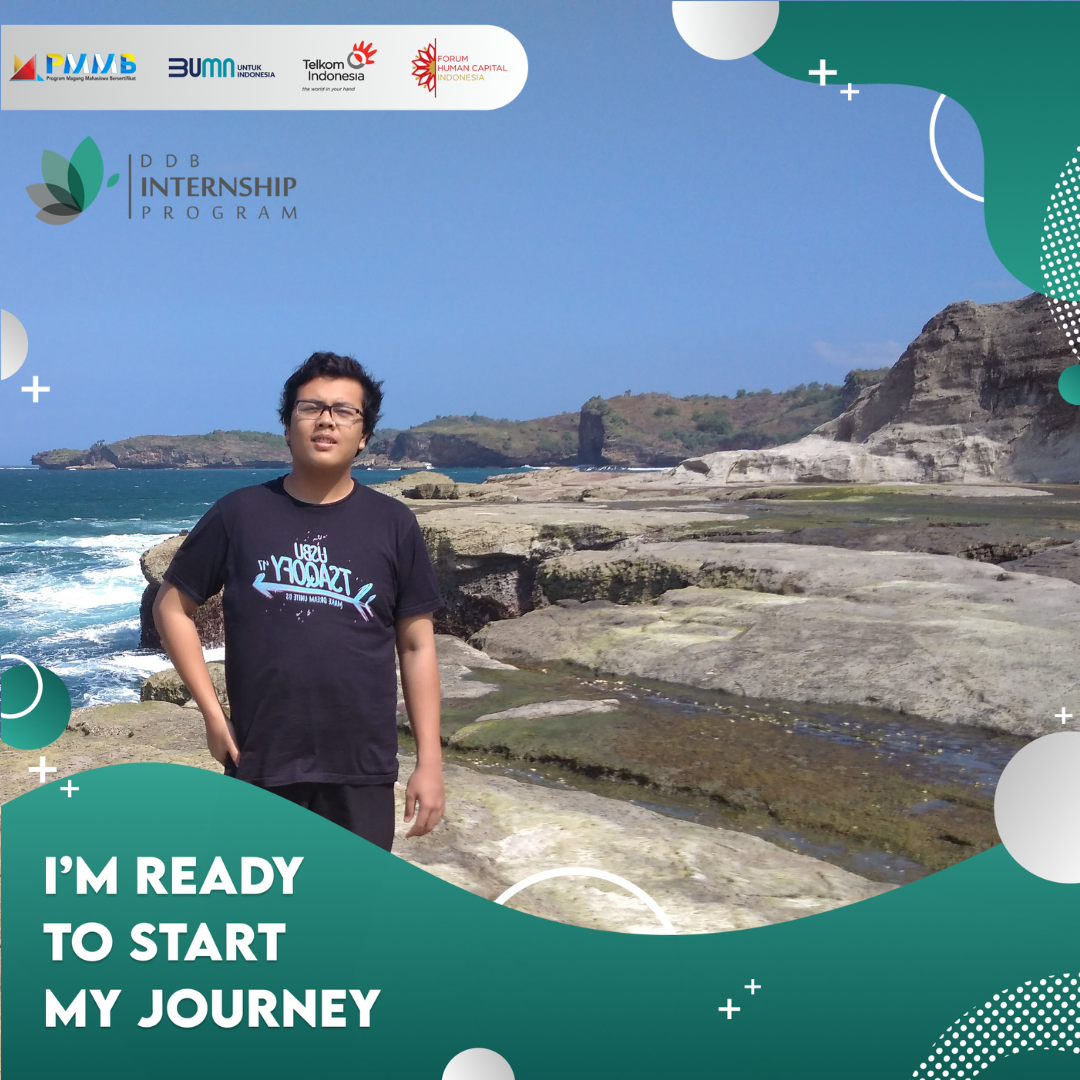 PMMB
Program Magang Mahasiswa Bersertifikat
BUMN UNTUK
INDONESIA
Telkom
Indonesia
the world in your hand
FORUM
HUMAN CAPITAL
INDONESIA
DDB
INTERNSHIP
PROGRAM
USBU
TSAQOFY '17
MAKE DREAM UNITE US
I'M READY
TO START
MY JOURNEY